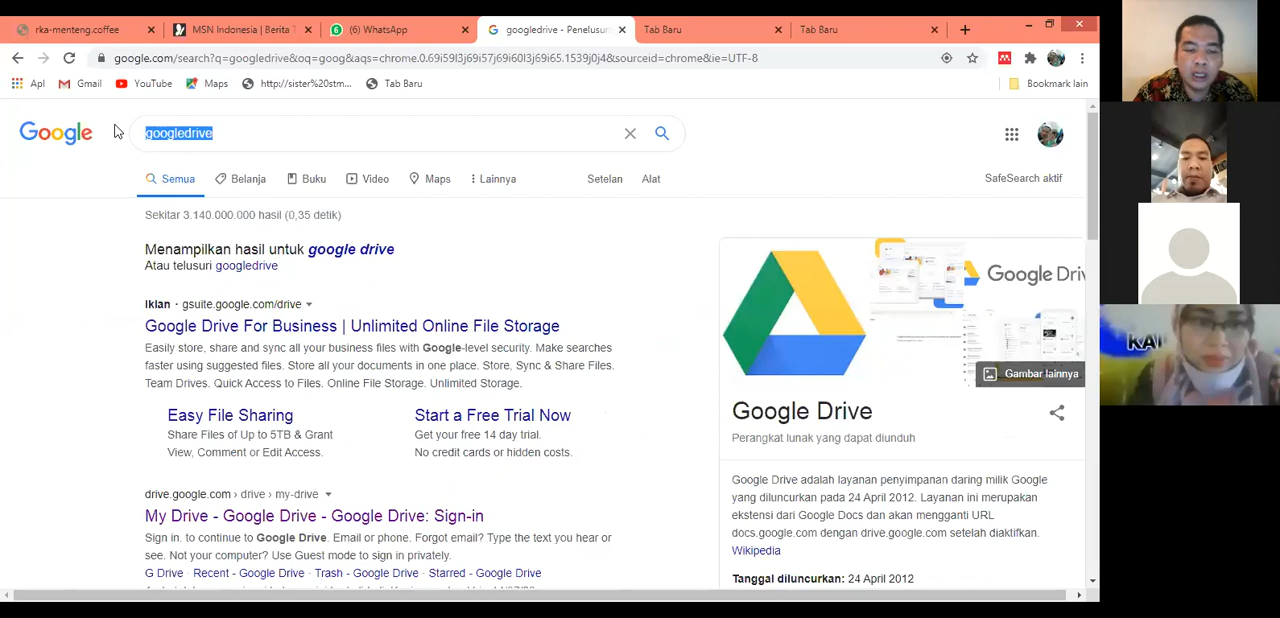 rka-menteng.coffee
MSN Indonesia | Berita T
(6) WhatsApp
googledrive - Penelusur
Tab Baru
Tab Baru
google.com/search?q=googledrive&oq=goog&aqs=chrome.0.69i59l3j69i57j69i60l3j69i65.1539j0j4&sourceid=chrome&ie=UTF-8
Apl
Gmail
YouTube
Maps
http://sister%20stm...
Tab Baru
Bookmark lain
Google
googledrive
Semua
Belanja
Buku
Video
Maps
Lainnya
Setelan
Alat
SafeSearch aktif
Sekitar 3.140.000.000 hasil (0,35 detik)
Menampilkan hasil untuk google drive
Atau telusuri googledrive
Iklan · gsuite.google.com/drive
Google Drive For Business | Unlimited Online File Storage
Easily store, share and sync all your business files with Google-level security. Make searches
faster using suggested files. Store all your documents in one place. Store, Sync & Share Files.
Team Drives. Quick Access to Files. Online File Storage. Unlimited Storage.
Easy File Sharing
Share Files of Up to 5TB & Grant
View, Comment or Edit Access.
Start a Free Trial Now
Get your free 14 day trial.
No credit cards or hidden costs.
drive.google.com › drive › my-drive
My Drive - Google Drive - Google Drive: Sign-in
Sign in. to continue to Google Drive. Email or phone. Forgot email? Type the text you hear or
see. Not your computer? Use Guest mode to sign in privately.
G Drive · Recent - Google Drive · Trash - Google Drive · Starred - Google Drive
Google Driv
Gambar lainnya
Google Drive
Perangkat lunak yang dapat diunduh
Google Drive adalah layanan penyimpanan daring milik Google
yang diluncurkan pada 24 April 2012. Layanan ini merupakan
ekstensi dari Google Docs dan akan mengganti URL
docs.google.com dengan drive.google.com setelah diaktifkan.
Wikipedia
Tanggal diluncurkan: 24 April 2012